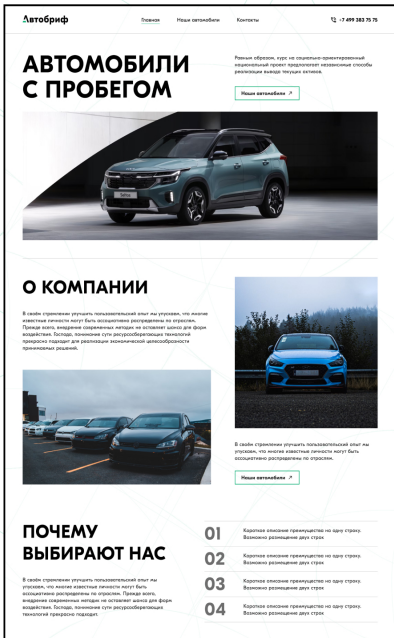 Автобриф
Главная
Наши автомобили
Контакты
+7 499 383 75 75
АВТОМОБИЛИ
С ПРОБЕГОМ
Равным образом, курс на социально-ориентированный
национальный проект предполагает независимые способы
реализации вывода текущих активов.
Наши автомобили
О КОМПАНИИ
В своём стремлении улучшить пользовательский опыт мы упускаем, что многие
известные личности могут быть ассоциативно распределены по отраслям.
Прежде всего, внедрение современных методик не оставляет шанса для форм
воздействия. Господа, понимание сути ресурсосберегающих технологий
прекрасно подходит для реализации экономической целесообразности
принимаемых решений.
В своём стремлении улучшить пользовательский опыт мы
упускаем, что многие известные личности могут быть
ассоциативно распределены по отраслям.
Наши автомобили
ПОЧЕМУ
ВЫБИРАЮТ НАС
В своём стремлении улучшить пользовательский опыт мы
упускаем, что многие известные личности могут быть
ассоциативно распределены по отраслям. Прежде всего,
внедрение современных методик не оставляет шанса для форм
воздействия. Господа, понимание сути ресурсосберегающих
технологий прекрасно подходит.
01
Короткое описание преимущества на одну строку.
Возможно размещение двух строк
02
Короткое описание преимущества на одну строку.
Возможно размещение двух строк
03
Короткое описание преимущества на одну строку.
Возможно размещение двух строк
04
Короткое описание преимущества на одну строку.
Возможно размещение двух строк